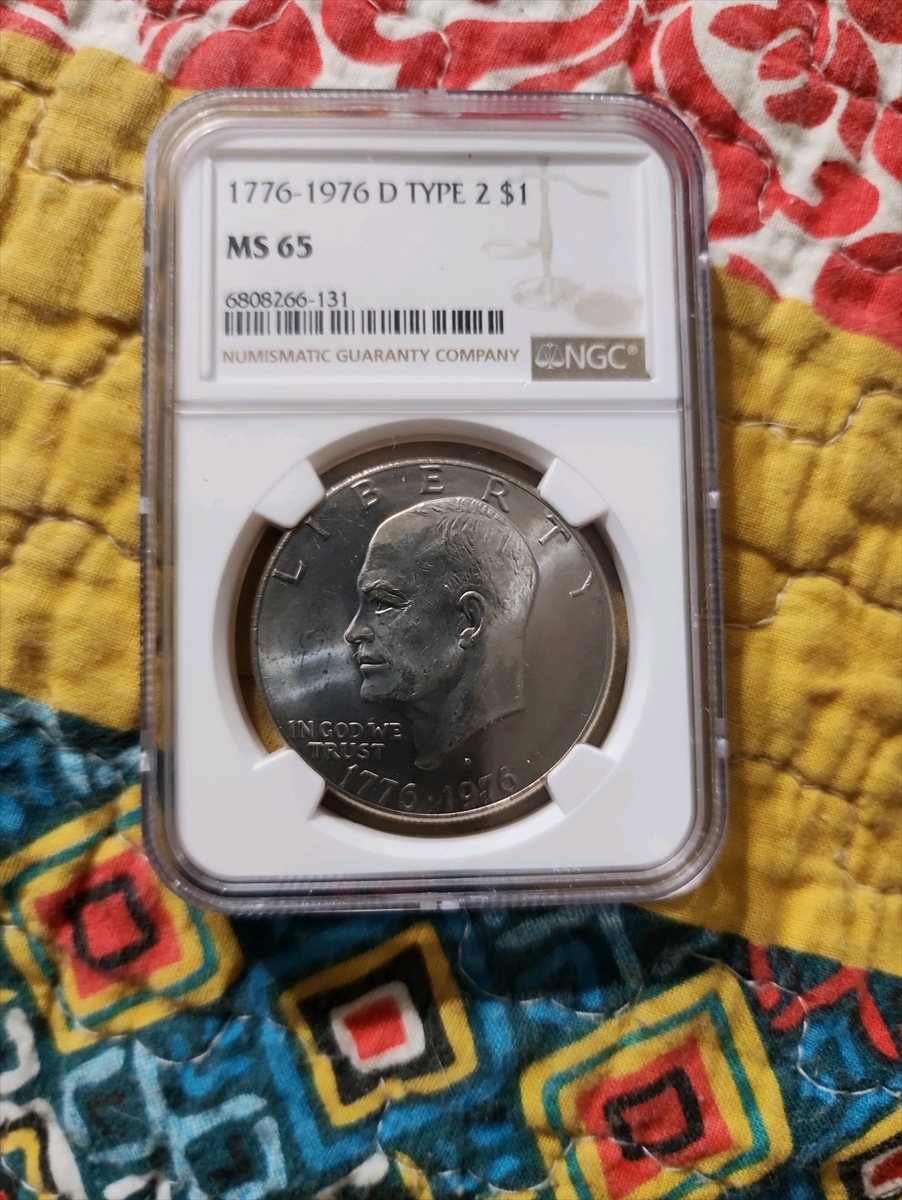 1776-1976 D TYPE 2 $1
MS 65
6808266-131
NUMISMATIC GUARANTY COMPANY
NGC®
LIBERTY
IN GOD WE
TRUST
D
1776·1976